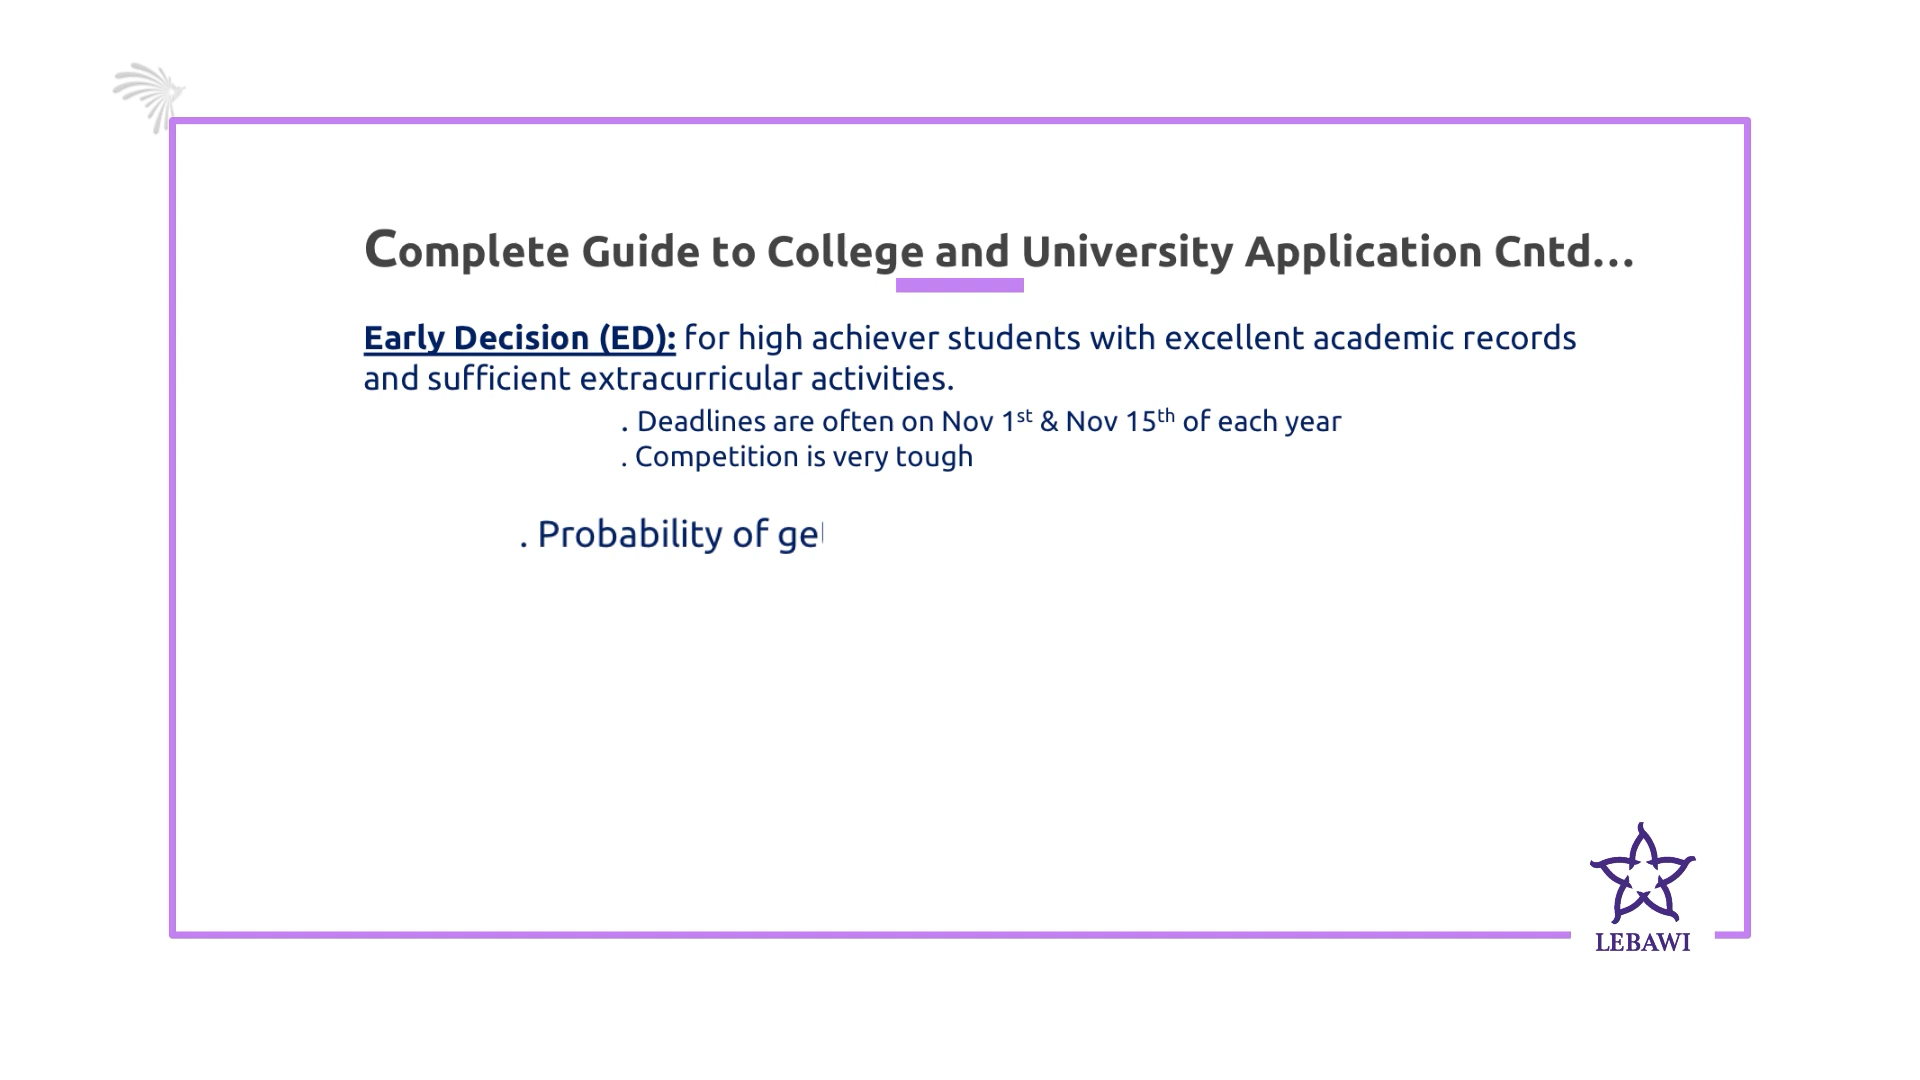 Complete Guide to College and University Application Cntd...
Early Decision (ED): for high achiever students with excellent academic records
and sufficient extracurricular activities.
. Deadlines are often on Nov 1st & Nov 15th of each year
. Competition is very tough
. Probability of
LEBAWI